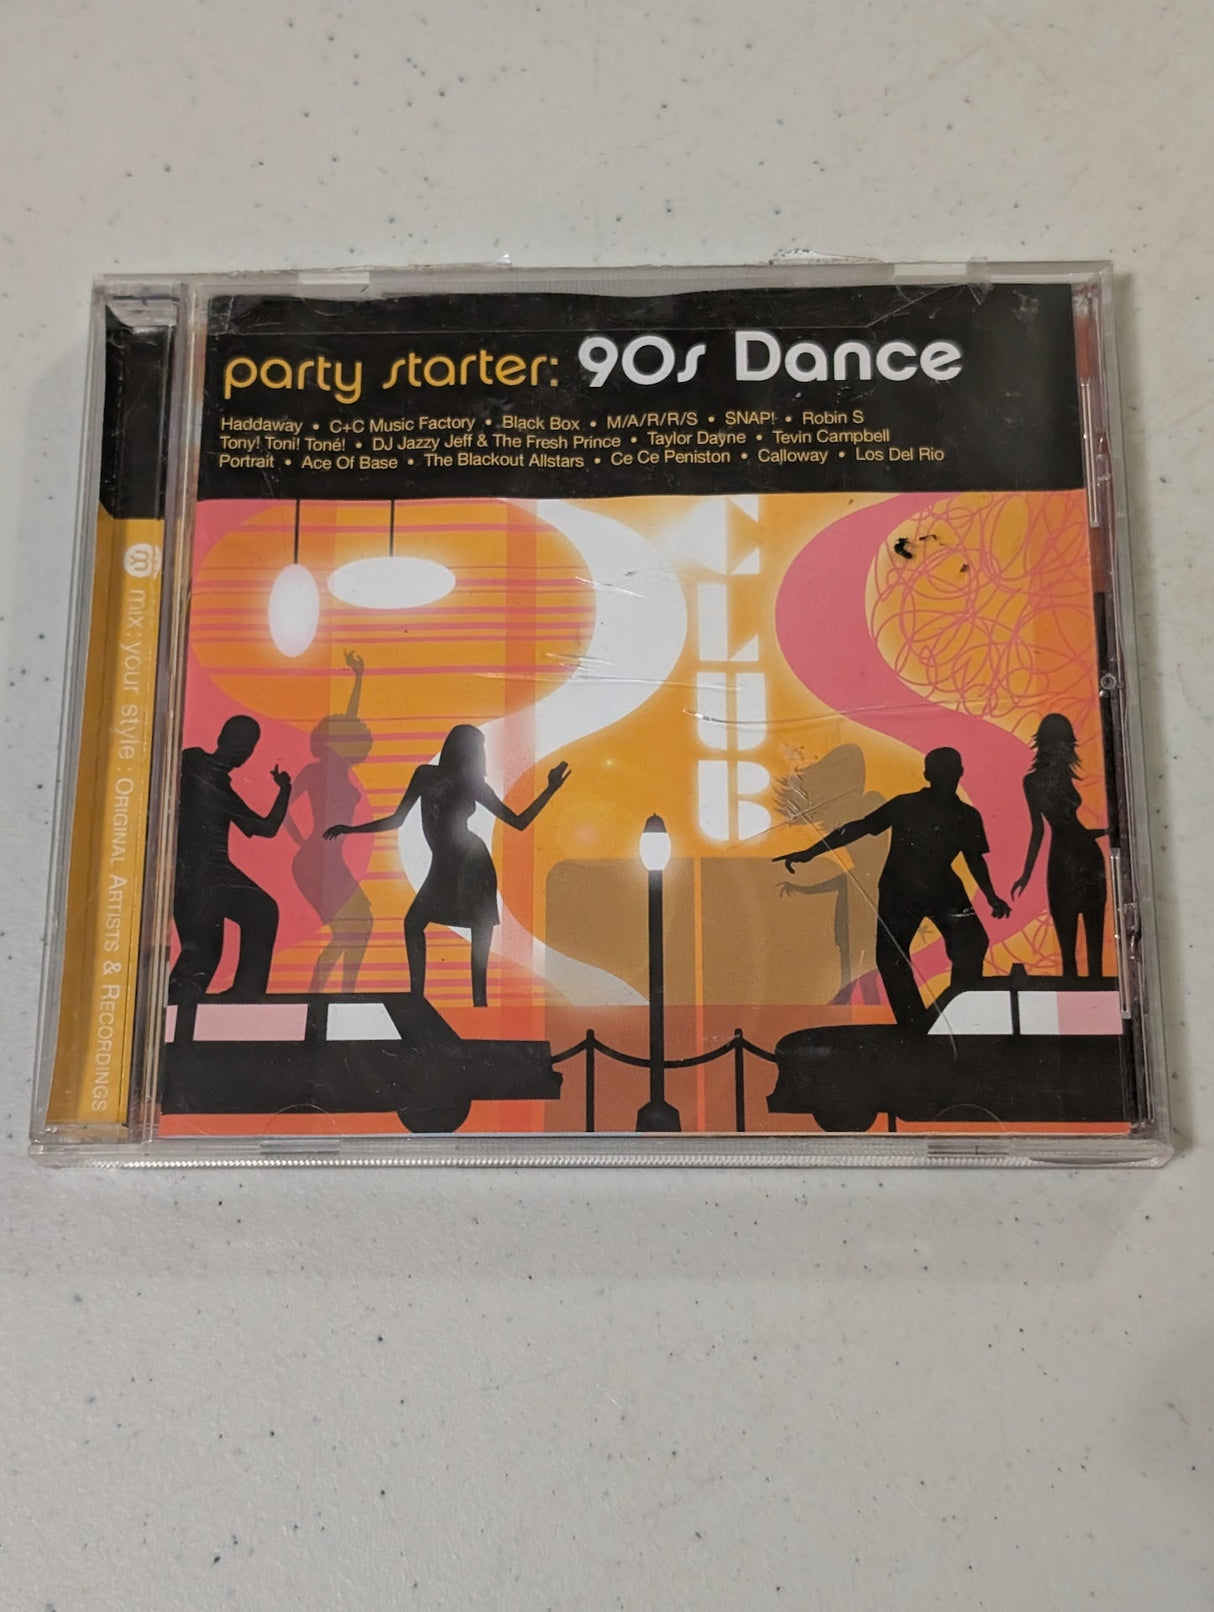 party starter: 90s Dance
Haddaway • C+C Music Factory • Black Box • M/A/R/R/S • SNAP! • Robin S
Tony! Toni! Toné! • DJ Jazzy Jeff & The Fresh Prince • Taylor Dayne • Tevin Campbell
Portrait • Ace Of Base • The Blackout Allstars • Ce Ce Peniston • Calloway • Los Del Rio
CLUB
m mix: your style : ORIGINAL ARTISTS & RECORDINGS